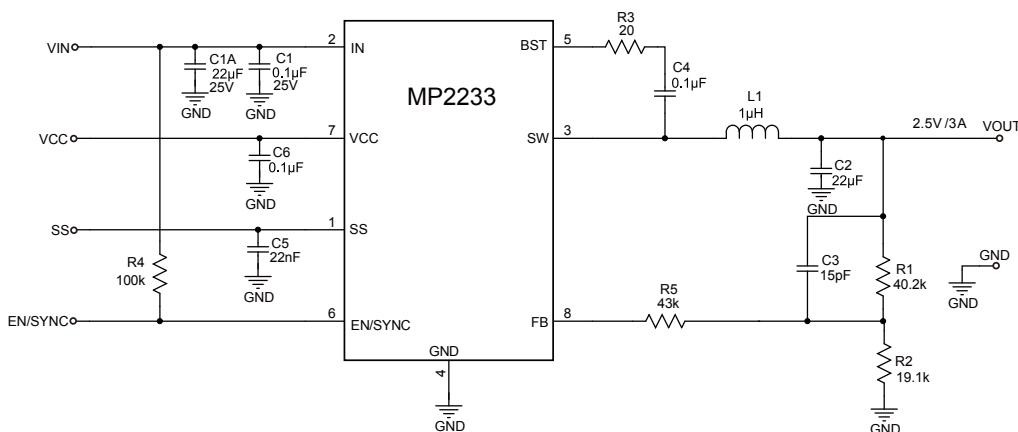 VIN
2
IN
C1A
22µF
25V
GND
C1
0.1µF
25V
GND
MP2233
BST
5
R3
20
C4
0.1µF
VCC
7
VCC
C6
0.1µF
GND
SW
3
L1
1µH
2.5V/3A
VOUT
C2
22µF
GND
SS
1
SS
C5
22nF
GND
R4
100k
C3
15pF
R1
40.2k
GND
GND
EN/SYNC
6
EN/SYNC
FB
8
R5
43k
GND
4
GND
R2
19.1k
GND